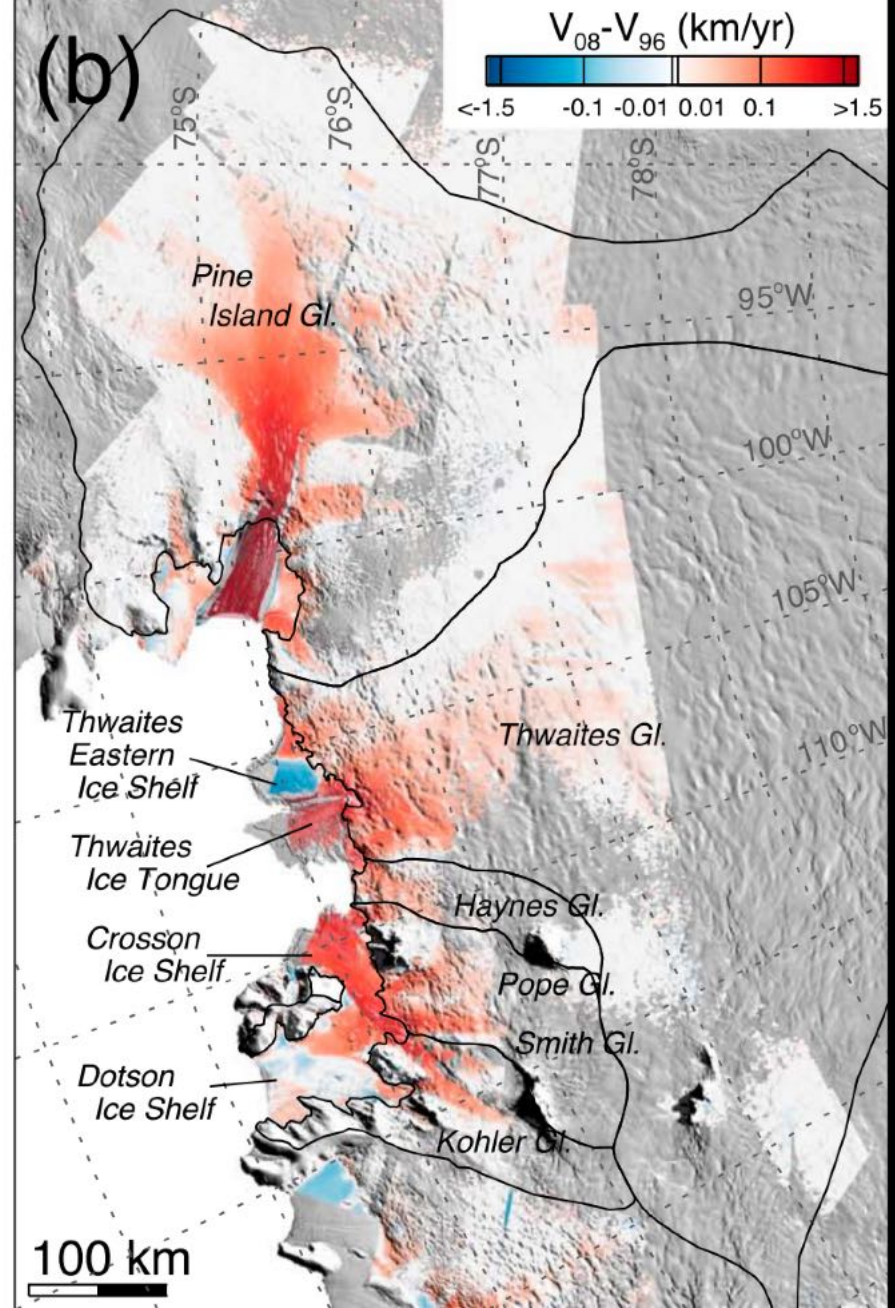 (b)
V08-V96 (km/yr)
<-1.5 -0.1 -0.01 0.01 0.1 >1.5
75°S
76°S
77°S
78°S
Pine
Island Gl.
95°W
100°W
105°W
110°W
Thwaites
Eastern
Ice Shelf
Thwaites Gl.
Thwaites
Ice Tongue
Haynes Gl.
Crosson
Ice Shelf
Pope Gl.
Smith Gl.
Dotson
Ice Shelf
Kohler Gl.
100 km